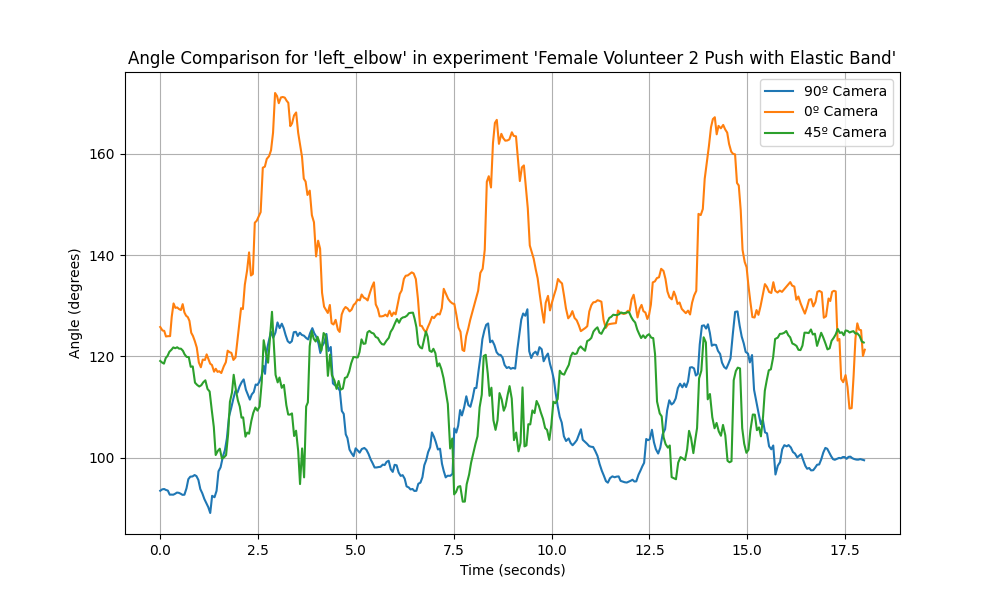 Angle Comparison for 'left_elbow' in experiment 'Female Volunteer 2 Push with Elastic Band'
90º Camera
0º Camera
45º Camera
Angle (degrees)
160
140
120
100
0.0 2.5 5.0 7.5 10.0 12.5 15.0 17.5
Time (seconds)